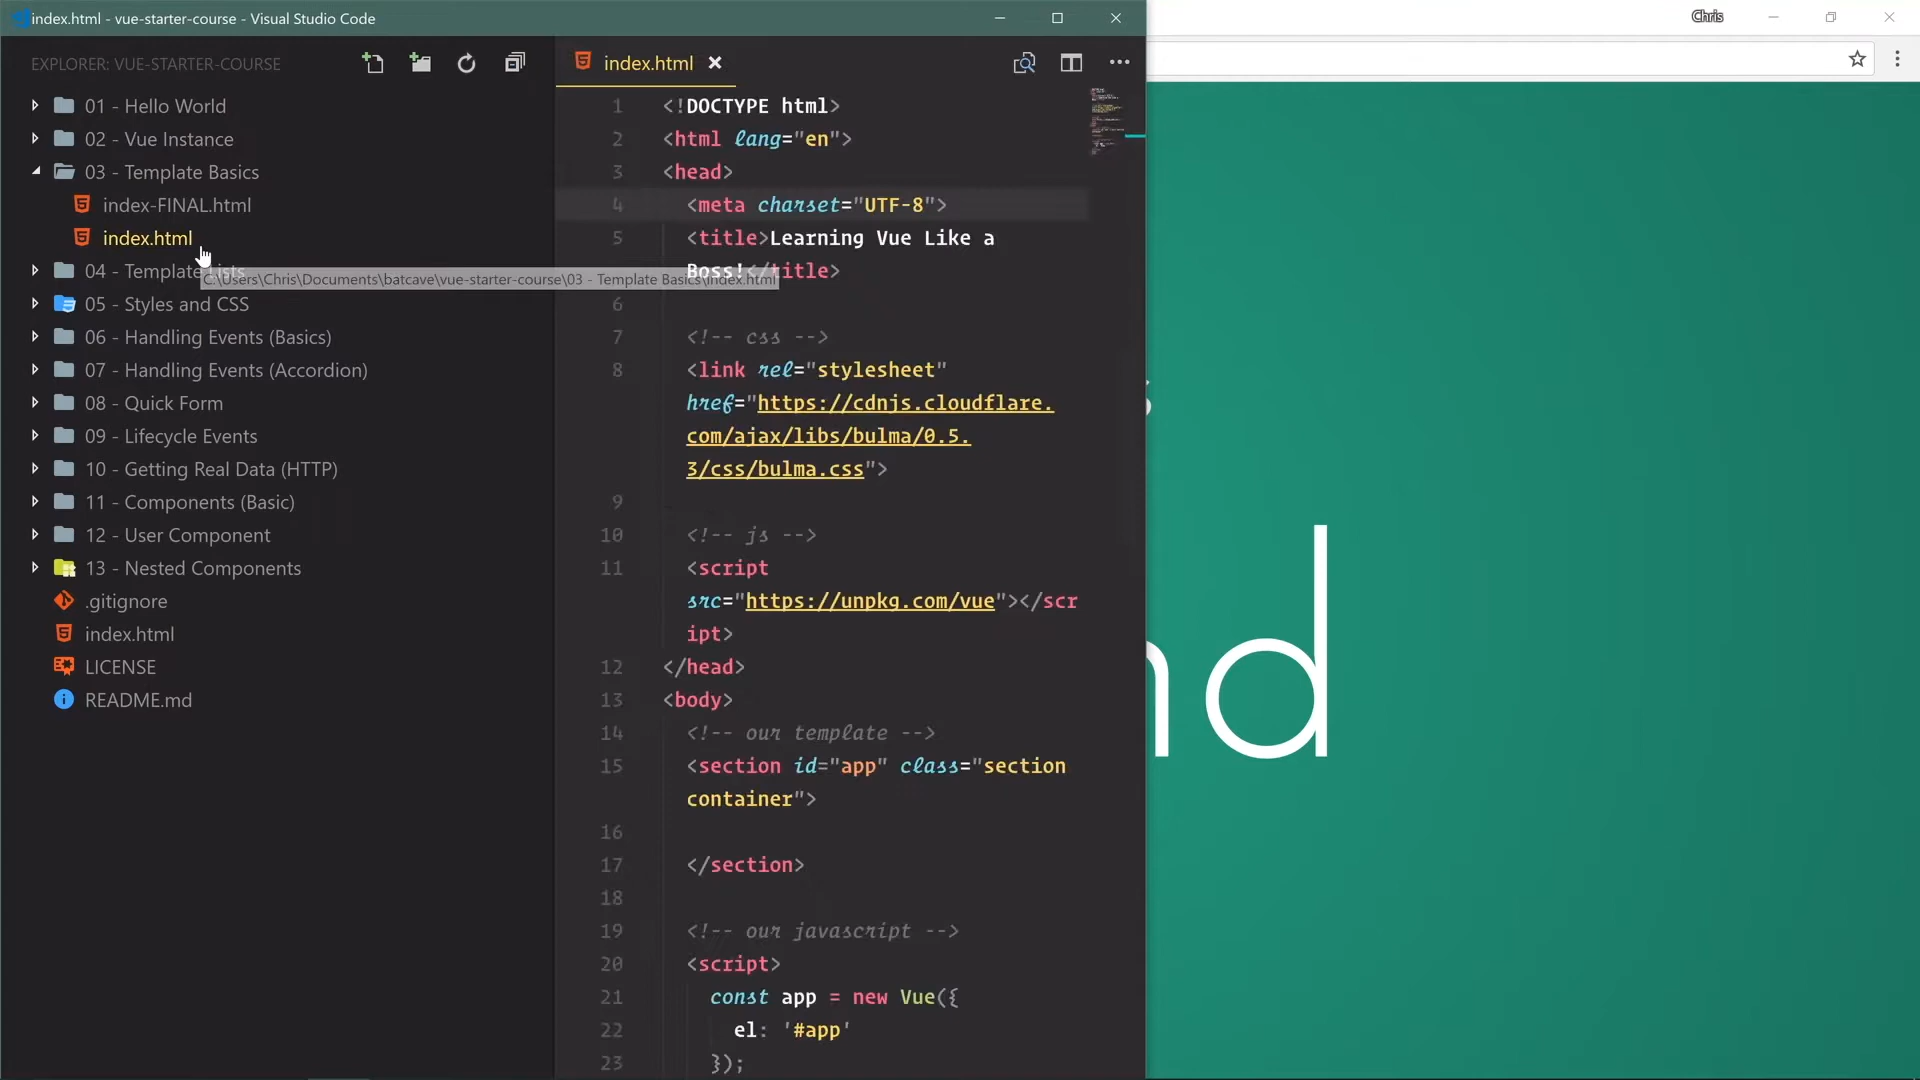 index.html - vue-starter-course - Visual Studio Code
Chris
EXPLORER: VUE-STARTER-COURSE
01 - Hello World
02 - Vue Instance
03 - Template Basics
index-FINAL.html
index.html
04 - Template Lists
C:\Users\Chris\Documents\batcave\vue-starter-course\03 - Template Basics\index.html
05 - Styles and CSS
06 - Handling Events (Basics)
07 - Handling Events (Accordion)
08 - Quick Form
09 - Lifecycle Events
10 - Getting Real Data (HTTP)
11 - Components (Basic)
12 - User Component
13 - Nested Components
.gitignore
index.html
LICENSE
README.md
index.html
1 <!DOCTYPE html>
2 <html lang="en">
3 <head>
4 <meta charset="UTF-8">
5 <title>Learning Vue Like a
Boss!</title>
6
7 <!-- css -->
8 <link rel="stylesheet"
href="https://cdnjs.cloudflare.
com/ajax/libs/bulma/0.5.
3/css/bulma.css">
9
10 <!-- js -->
11 <script
src="https://unpkg.com/vue"></scr
ipt>
12 </head>
13 <body>
14 <!-- our template -->
15 <section id="app" class="section
container">
16
17 </section>
18
19 <!-- our javascript -->
20 <script>
21 const app = new Vue({
22 el: '#app'
23 });
s
nd